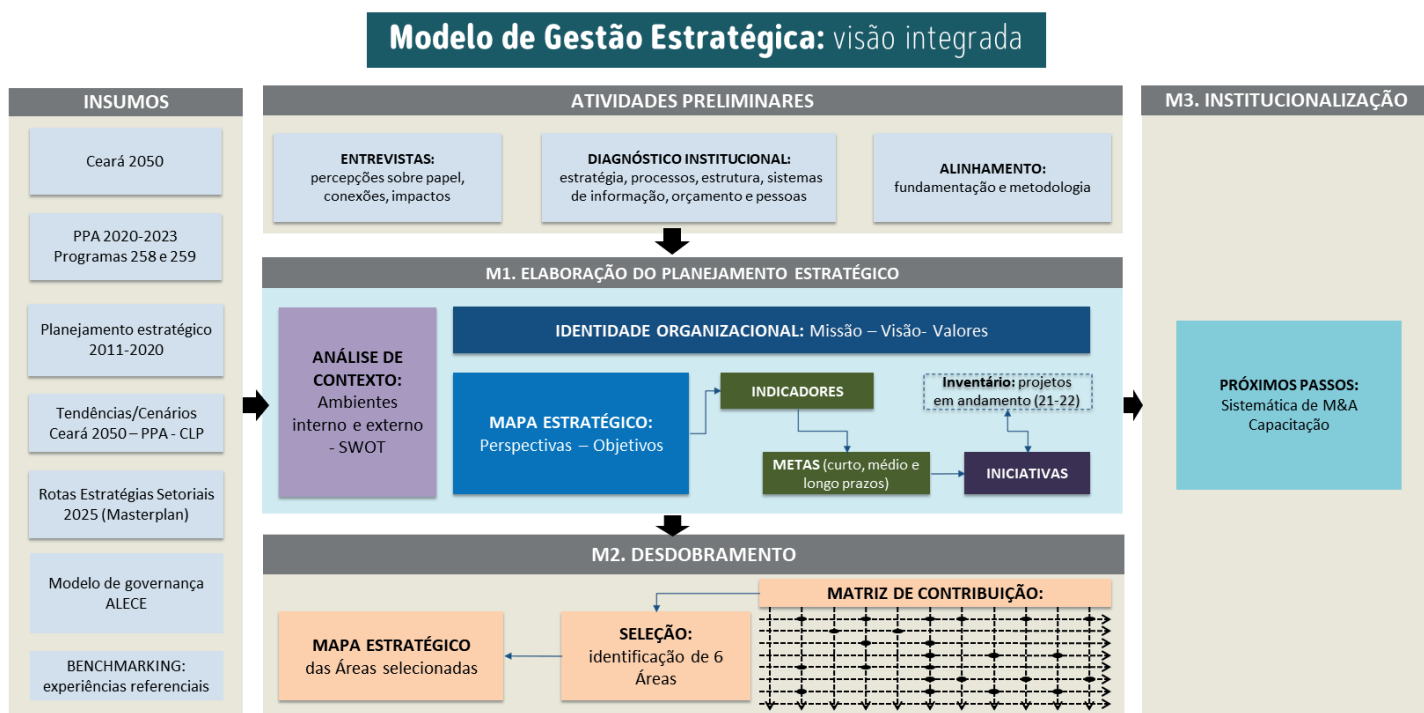 Modelo de Gestão Estratégica: visão integrada
INSUMOS
Ceará 2050
PPA 2020-2023
Programas 258 e 259
Planejamento estratégico
2011-2020
Tendências/Cenários
Ceará 2050 – PPA - CLP
Rotas Estratégias Setoriais
2025 (Masterplan)
Modelo de governança
ALECE
BENCHMARKING:
experiências referenciais
ATIVIDADES PRELIMINARES
ENTREVISTAS:
percepções sobre papel,
conexões, impactos
DIAGNÓSTICO INSTITUCIONAL:
estratégia, processos, estrutura, sistemas
de informação, orçamento e pessoas
ALINHAMENTO:
fundamentação e metodologia
M1. ELABORAÇÃO DO PLANEJAMENTO ESTRATÉGICO
ANÁLISE DE
CONTEXTO:
Ambientes
interno e externo
- SWOT
IDENTIDADE ORGANIZACIONAL: Missão – Visão- Valores
MAPA ESTRATÉGICO:
Perspectivas – Objetivos
INDICADORES
METAS (curto, médio e
longo prazos)
Inventário: projetos
em andamento (21-22)
INICIATIVAS
M2. DESDOBRAMENTO
MAPA ESTRATÉGICO
das Áreas selecionadas
SELEÇÃO:
identificação de 6
Áreas
MATRIZ DE CONTRIBUIÇÃO:
M3. INSTITUCIONALIZAÇÃO
PRÓXIMOS PASSOS:
Sistemática de M&A
Capacitação